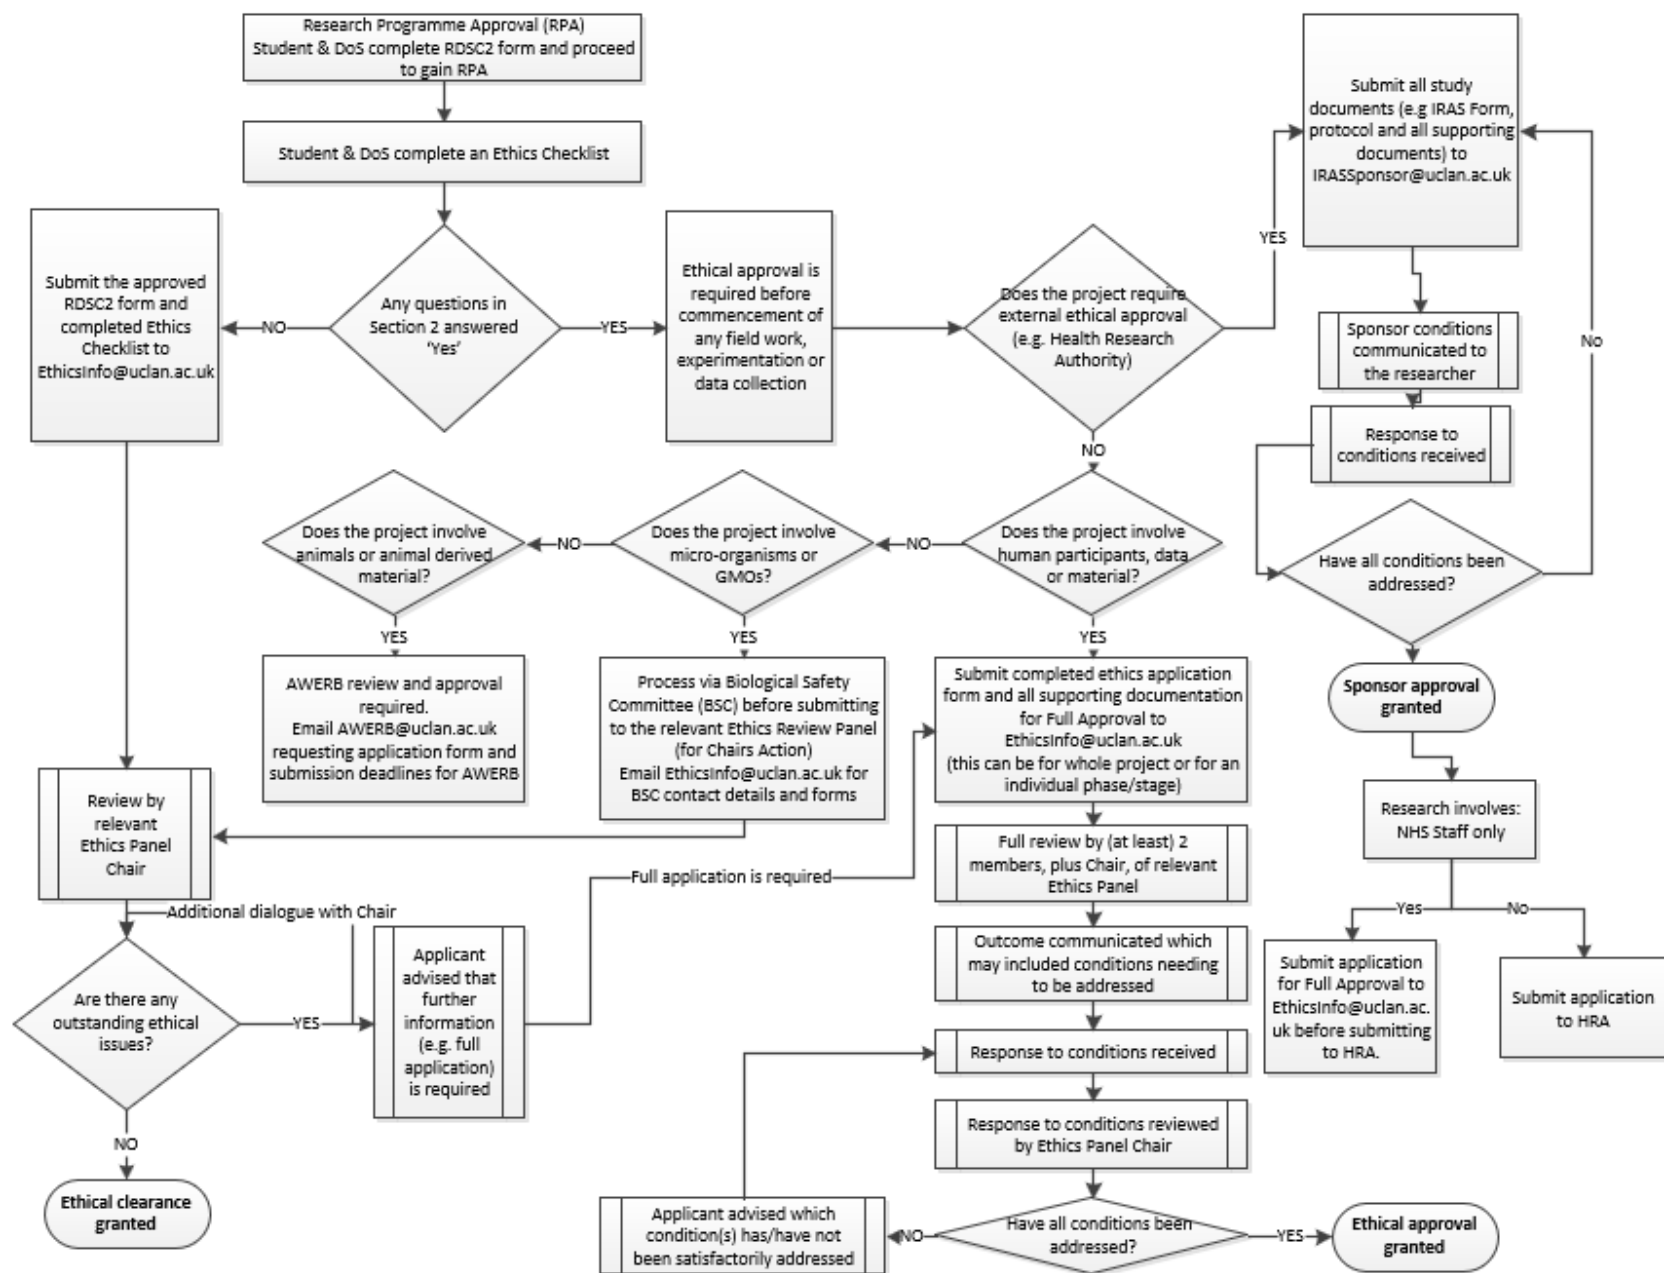 Research Programme Approval (RPA)
Student & DoS complete RDSC2 form and proceed
to gain RPA
Student & DoS complete an Ethics Checklist
Any questions in
Section 2 answered
‘Yes’
NO
YES
Submit the approved
RDSC2 form and
completed Ethics
Checklist to
EthicsInfo@uclan.ac.uk
Ethical approval is
required before
commencement of
any field work,
experimentation or
data collection
Does the project require
external ethical approval
(e.g. Health Research
Authority)
YES
NO
Submit all study
documents (e.g IRAS Form,
protocol and all supporting
documents) to
IRASSponsor@uclan.ac.uk
Sponsor conditions
communicated to
the researcher
Response to
conditions received
Have all conditions been
addressed?
No
Sponsor approval
granted
Research involves:
NHS Staff only
Yes
No
Submit application
for Full Approval to
EthicsInfo@uclan.ac.
uk before submitting
to HRA.
Submit application
to HRA
Does the project involve
human participants, data
or material?
NO
YES
Does the project involve
micro-organisms or
GMOs?
NO
YES
Does the project involve
animals or animal derived
material?
YES
AWERB review and approval
required.
Email AWERB@uclan.ac.uk
requesting application form and
submission deadlines for AWERB
Process via Biological Safety
Committee (BSC) before submitting
to the relevant Ethics Review Panel
(for Chairs Action)
Email EthicsInfo@uclan.ac.uk for
BSC contact details and forms
Submit completed ethics application
form and all supporting documentation
for Full Approval to
EthicsInfo@uclan.ac.uk
(this can be for whole project or for an
individual phase/stage)
Review by
relevant
Ethics Panel
Chair
Additional dialogue with Chair
Are there any
outstanding ethical
issues?
YES
NO
Ethical clearance
granted
Applicant
advised that
further
information
(e.g. full
application)
is required
Full application is required
Full review by (at least) 2
members, plus Chair, of relevant
Ethics Panel
Outcome communicated which
may included conditions needing
to be addressed
Response to conditions received
Response to conditions reviewed
by Ethics Panel Chair
Have all conditions been
addressed?
NO
YES
Applicant advised which
condition(s) has/have not
been satisfactorily addressed
Ethical approval
granted